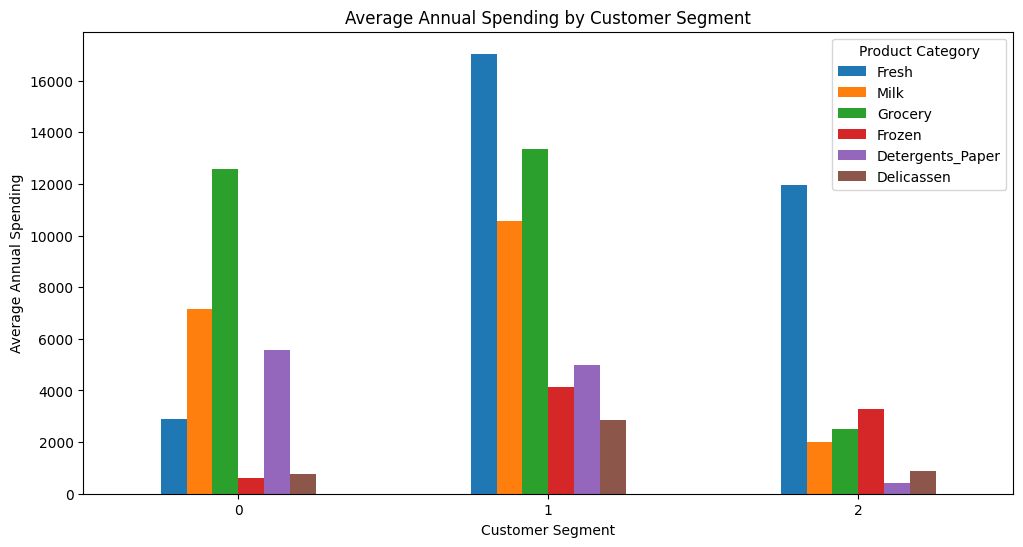 Average Annual Spending by Customer Segment
Average Annual Spending
16000
14000
12000
10000
8000
6000
4000
2000
0
Product Category
Fresh
Milk
Grocery
Frozen
Detergents_Paper
Delicassen
0 1 2
Customer Segment